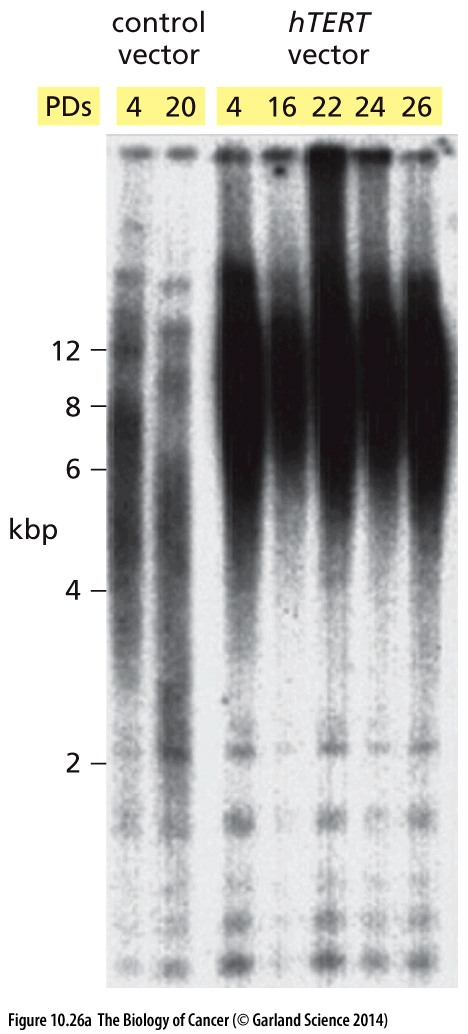 control hTERT
vector vector
PDs 4 20 4 16 22 24 26
12
8
6
kbp
4
2
Figure 10.26a The Biology of Cancer (© Garland Science 2014)